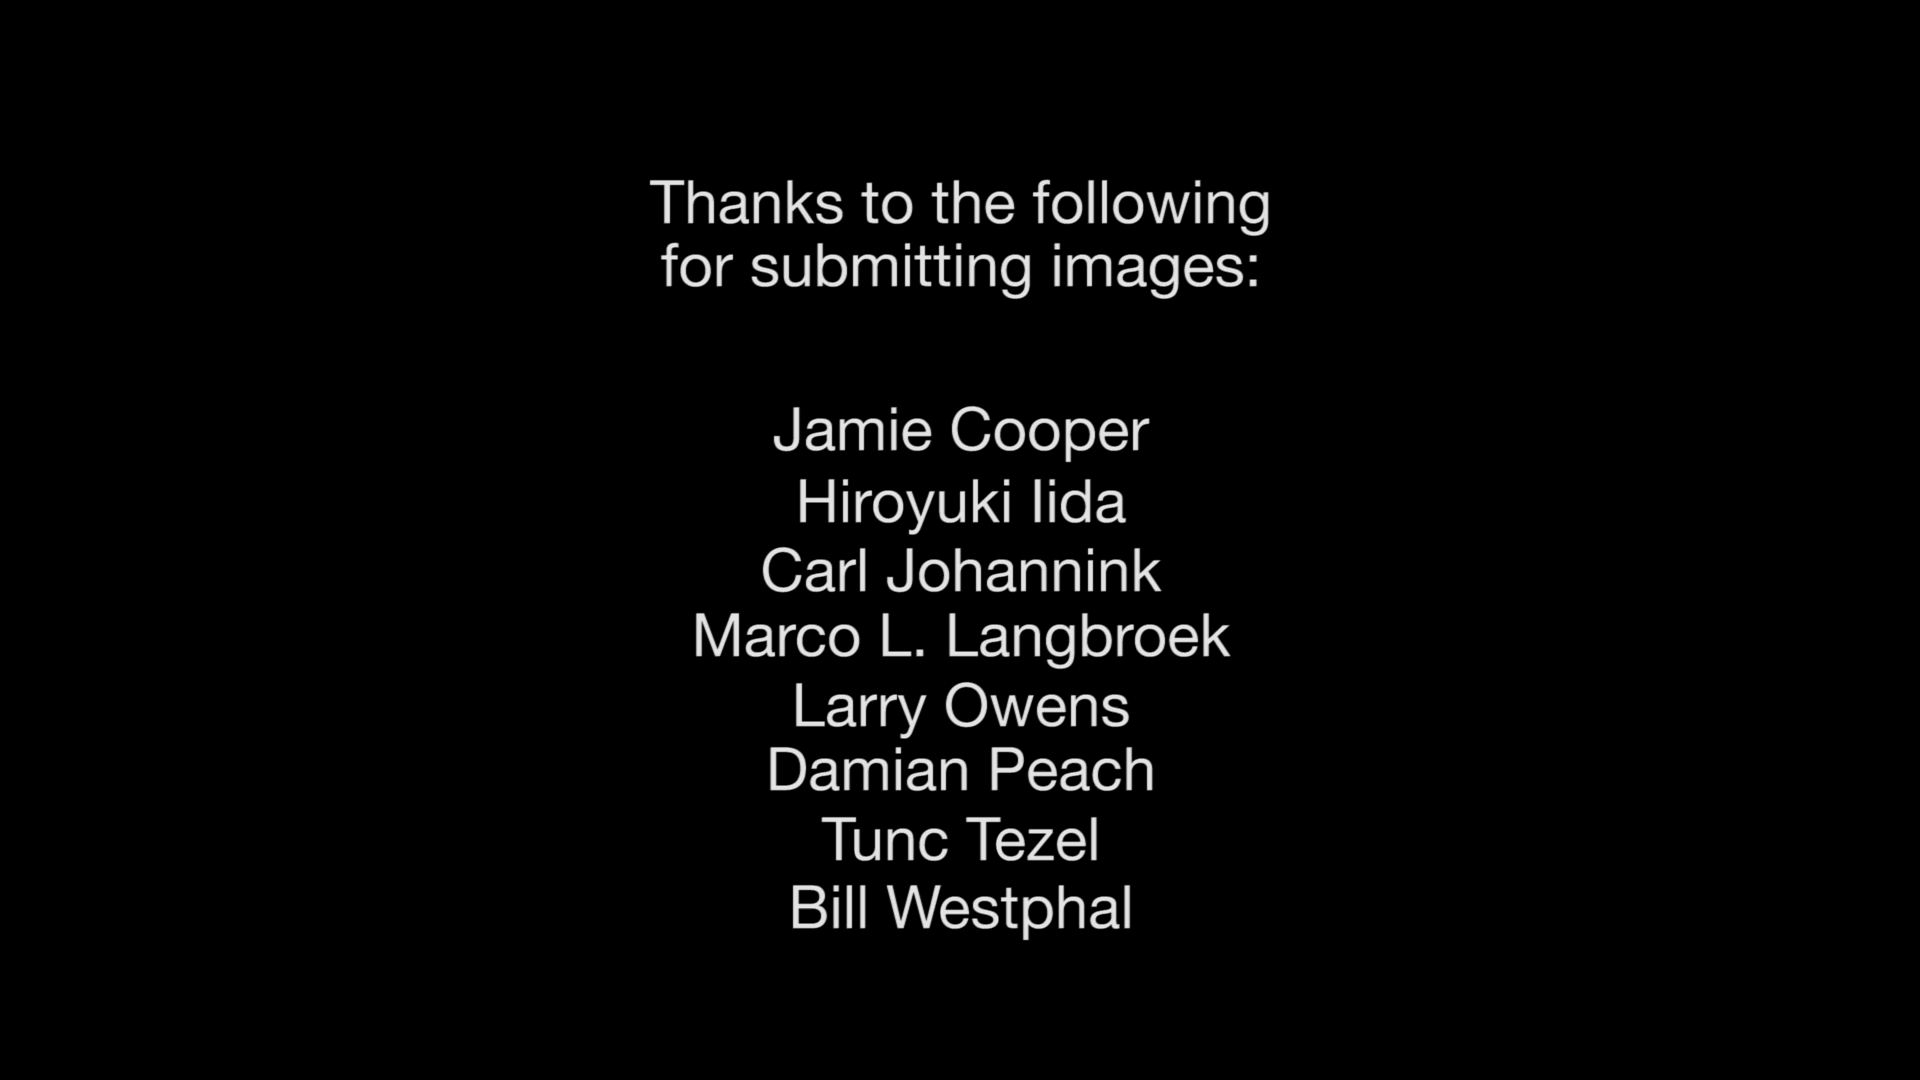 Thanks to the following
for submitting images:
Jamie Cooper
Hiroyuki Iida
Carl Johannink
Marco L. Langbroek
Larry Owens
Damian Peach
Tunc Tezel
Bill Westphal